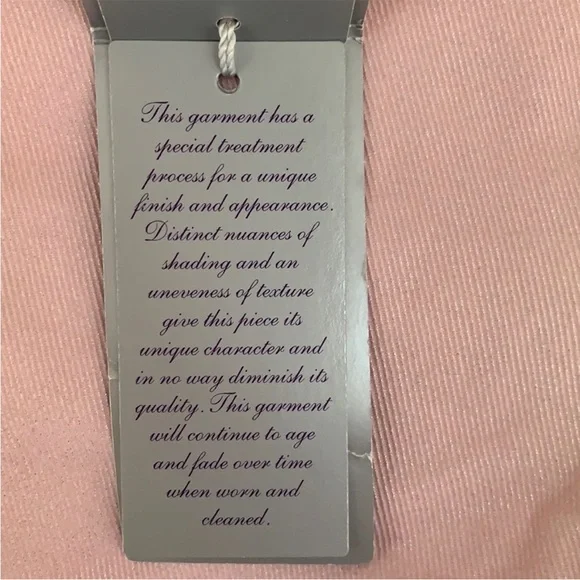 This garment has a
special treatment
process for a unique
finish and appearance.
Distinct nuances of
shading and an
uneveness of texture
give this piece its
unique character and
in no way diminish its
quality. This garment
will continue to age
and fade over time
when worn and
cleaned.